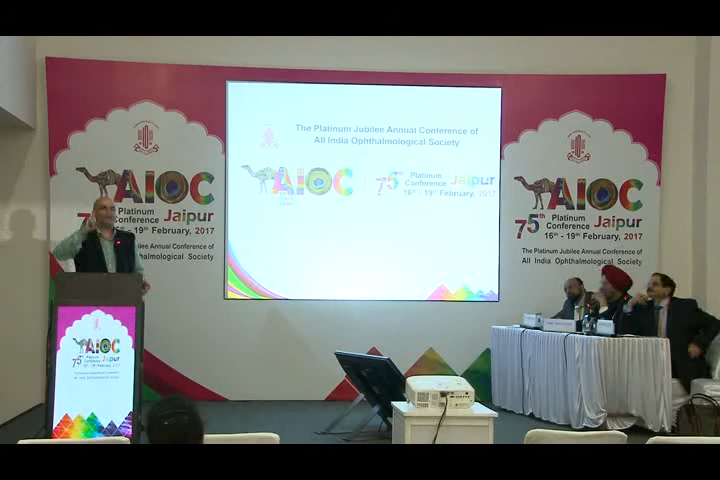 AIOC
75th Platinum Conference Jaipur
16th - 19th February, 2017
The Platinum Jubilee Annual Conference of
All India Ophthalmological Society
The Platinum Jubilee Annual Conference of
All India Ophthalmological Society
AIOC
75 Platinum Conference Jaipur
16th - 19th February, 2017
AIOC
75th Platinum Conference Jaipur
16th - 19th February, 2017
The Platinum Jubilee Annual Conference of
All India Ophthalmological Society
AIOC
75 Platinum Conference Jaipur